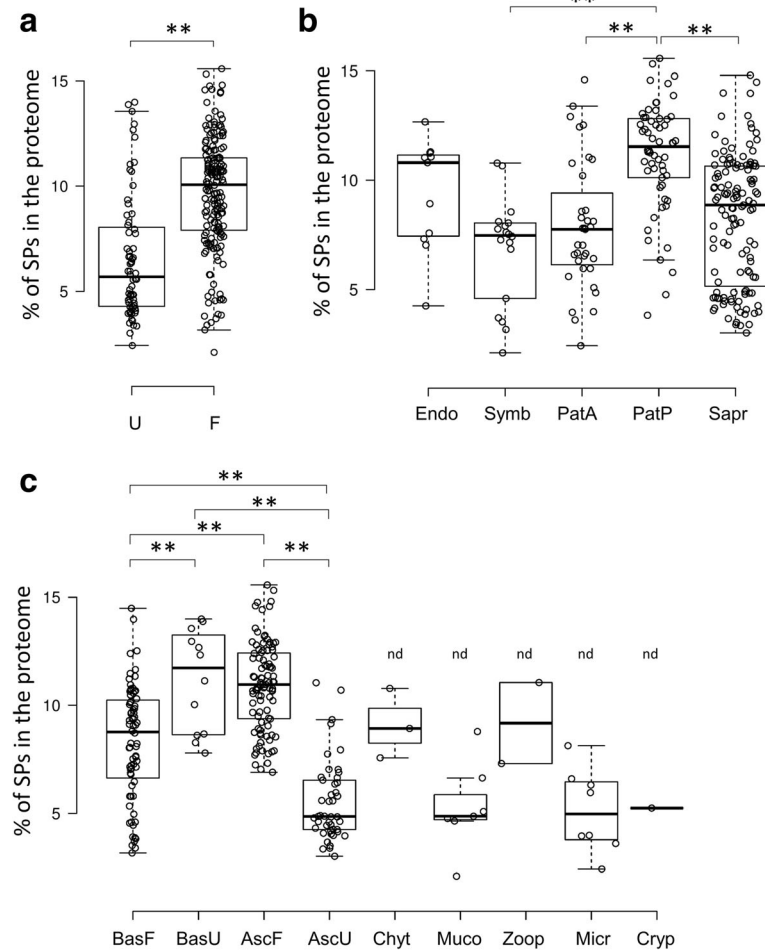 a
**
% of SPs in the proteome
15
10
5
U F
b
**
** **
% of SPs in the proteome
15
10
5
Endo Symb PatA PatP Sapr
c
**
**
**
** **
% of SPs in the proteome
15
10
5
nd nd nd nd nd
BasF BasU AscF AscU Chyt Muco Zoop Micr Cryp